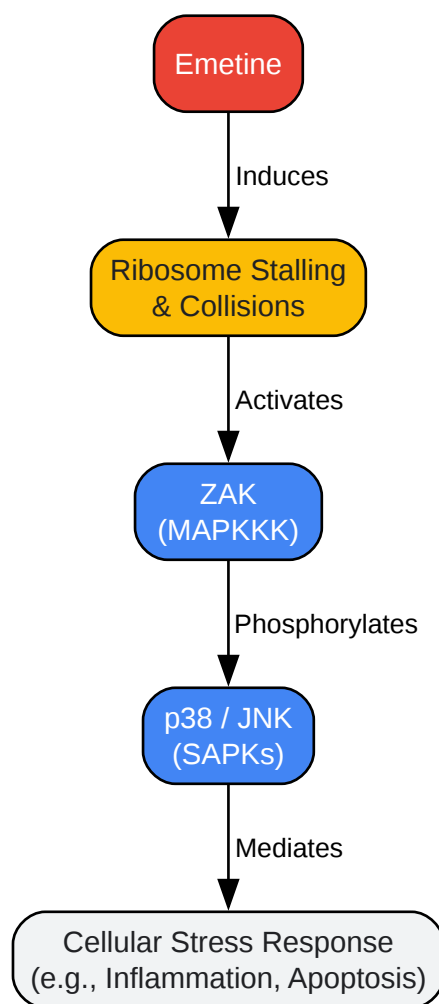 Emetine
Induces
Ribosome Stalling
& Collisions
Activates
ZAK
(MAPKKK)
Phosphorylates
p38 / JNK
(SAPKs)
Mediates
Cellular Stress Response
(e.g., Inflammation, Apoptosis)